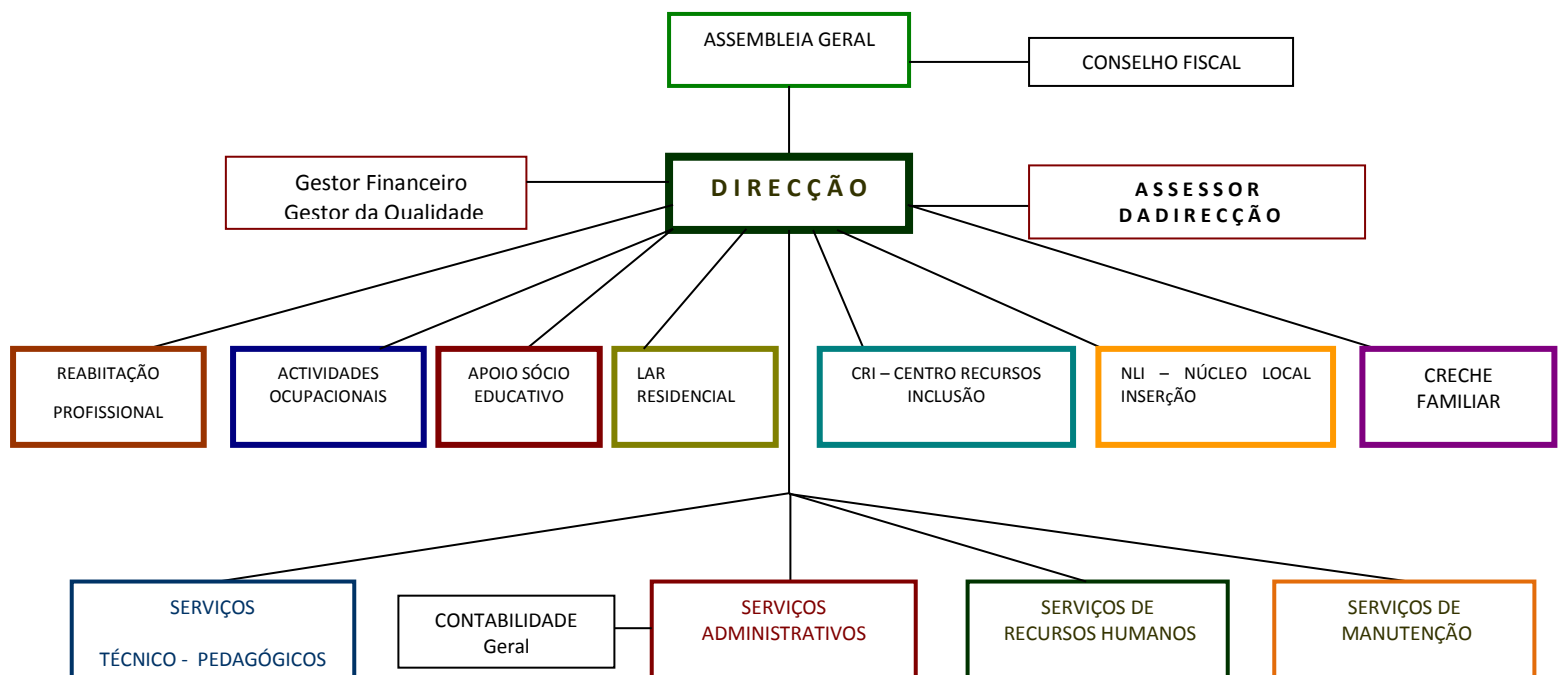 ASSEMBLEIA GERAL
CONSELHO FISCAL
Gestor Financeiro
Gestor da Qualidade
D I R E C Ç Ã O
A S S E S S O R
D A D I R E C Ç Ã O
REABIITAÇÃO
PROFISSIONAL
ACTIVIDADES
OCUPACIONAIS
APOIO SÓCIO
EDUCATIVO
LAR
RESIDENCIAL
CRI – CENTRO RECURSOS
INCLUSÃO
NLI – NÚCLEO LOCAL
INSERçÃO
CRECHE
FAMILIAR
SERVIÇOS
TÉCNICO - PEDAGÓGICOS
CONTABILIDADE
Geral
SERVIÇOS
ADMINISTRATIVOS
SERVIÇOS DE
RECURSOS HUMANOS
SERVIÇOS DE
MANUTENÇÃO